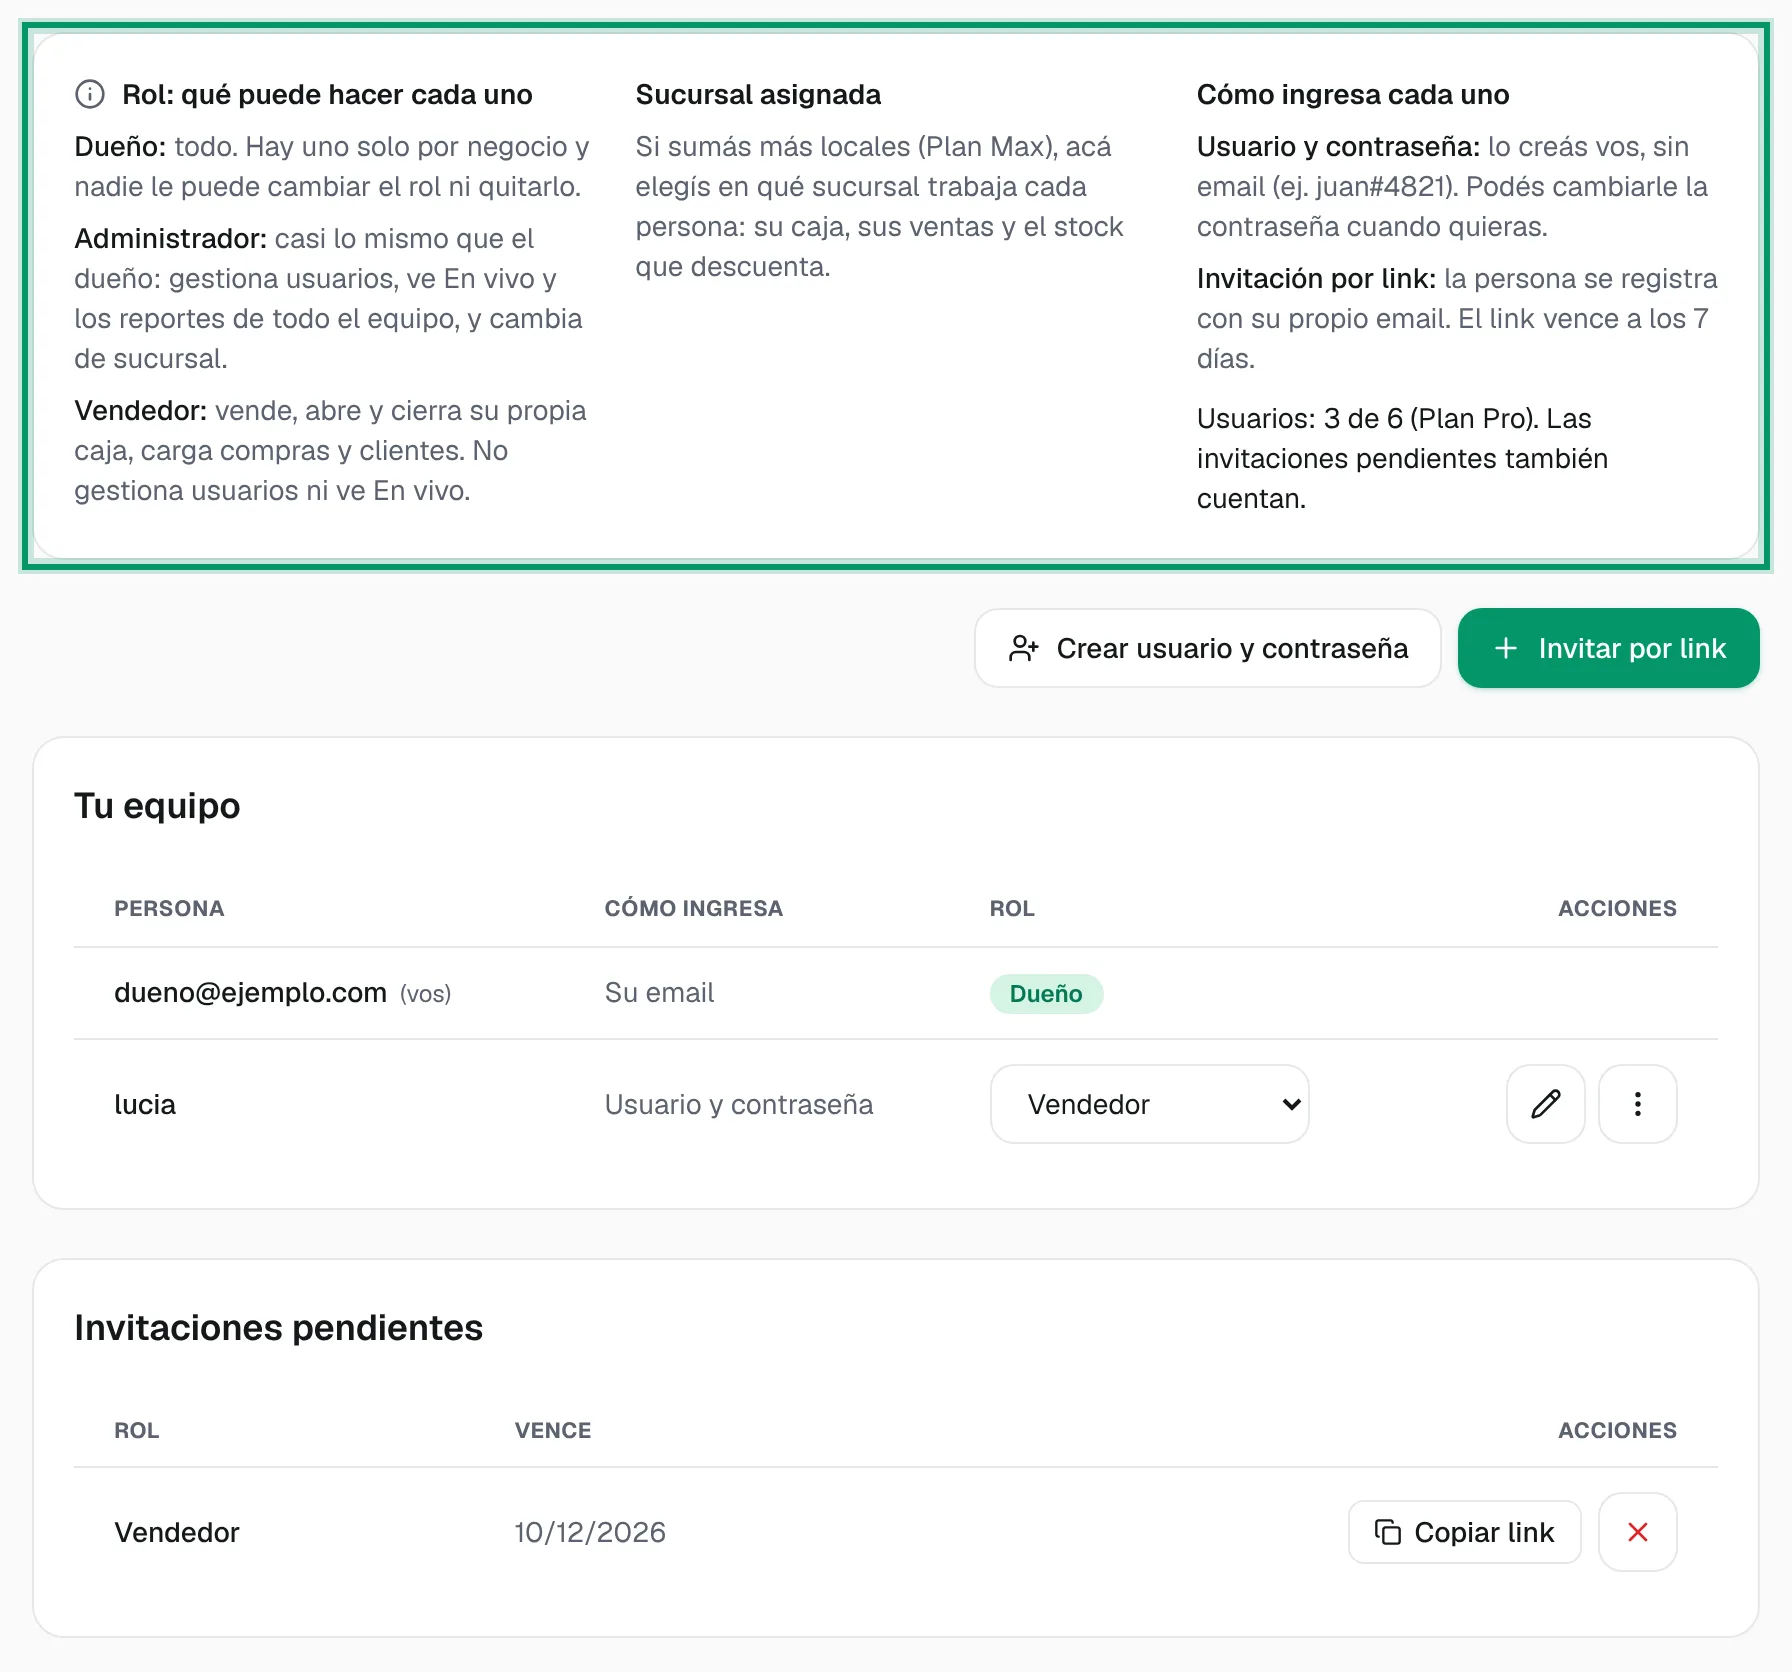 Rol: qué puede hacer cada uno
Dueño: todo. Hay uno solo por negocio y
nadie le puede cambiar el rol ni quitarlo.
Administrador: casi lo mismo que el
dueño: gestiona usuarios, ve En vivo y
los reportes de todo el equipo, y cambia
de sucursal.
Vendedor: vende, abre y cierra su propia
caja, carga compras y clientes. No
gestiona usuarios ni ve En vivo.
Sucursal asignada
Si sumás más locales (Plan Max), acá
elegís en qué sucursal trabaja cada
persona: su caja, sus ventas y el stock
que descuenta.
Cómo ingresa cada uno
Usuario y contraseña: lo creás vos, sin
email (ej. juan#4821). Podés cambiarle la
contraseña cuando quieras.
Invitación por link: la persona se registra
con su propio email. El link vence a los 7
días.
Usuarios: 3 de 6 (Plan Pro). Las
invitaciones pendientes también
cuentan.
Crear usuario y contraseña
Invitar por link
Tu equipo
PERSONA CÓMO INGRESA ROL ACCIONES
dueno@ejemplo.com (vos) Su email Dueño
lucia Usuario y contraseña Vendedor
Invitaciones pendientes
ROL VENCE ACCIONES
Vendedor 10/12/2026 Copiar link